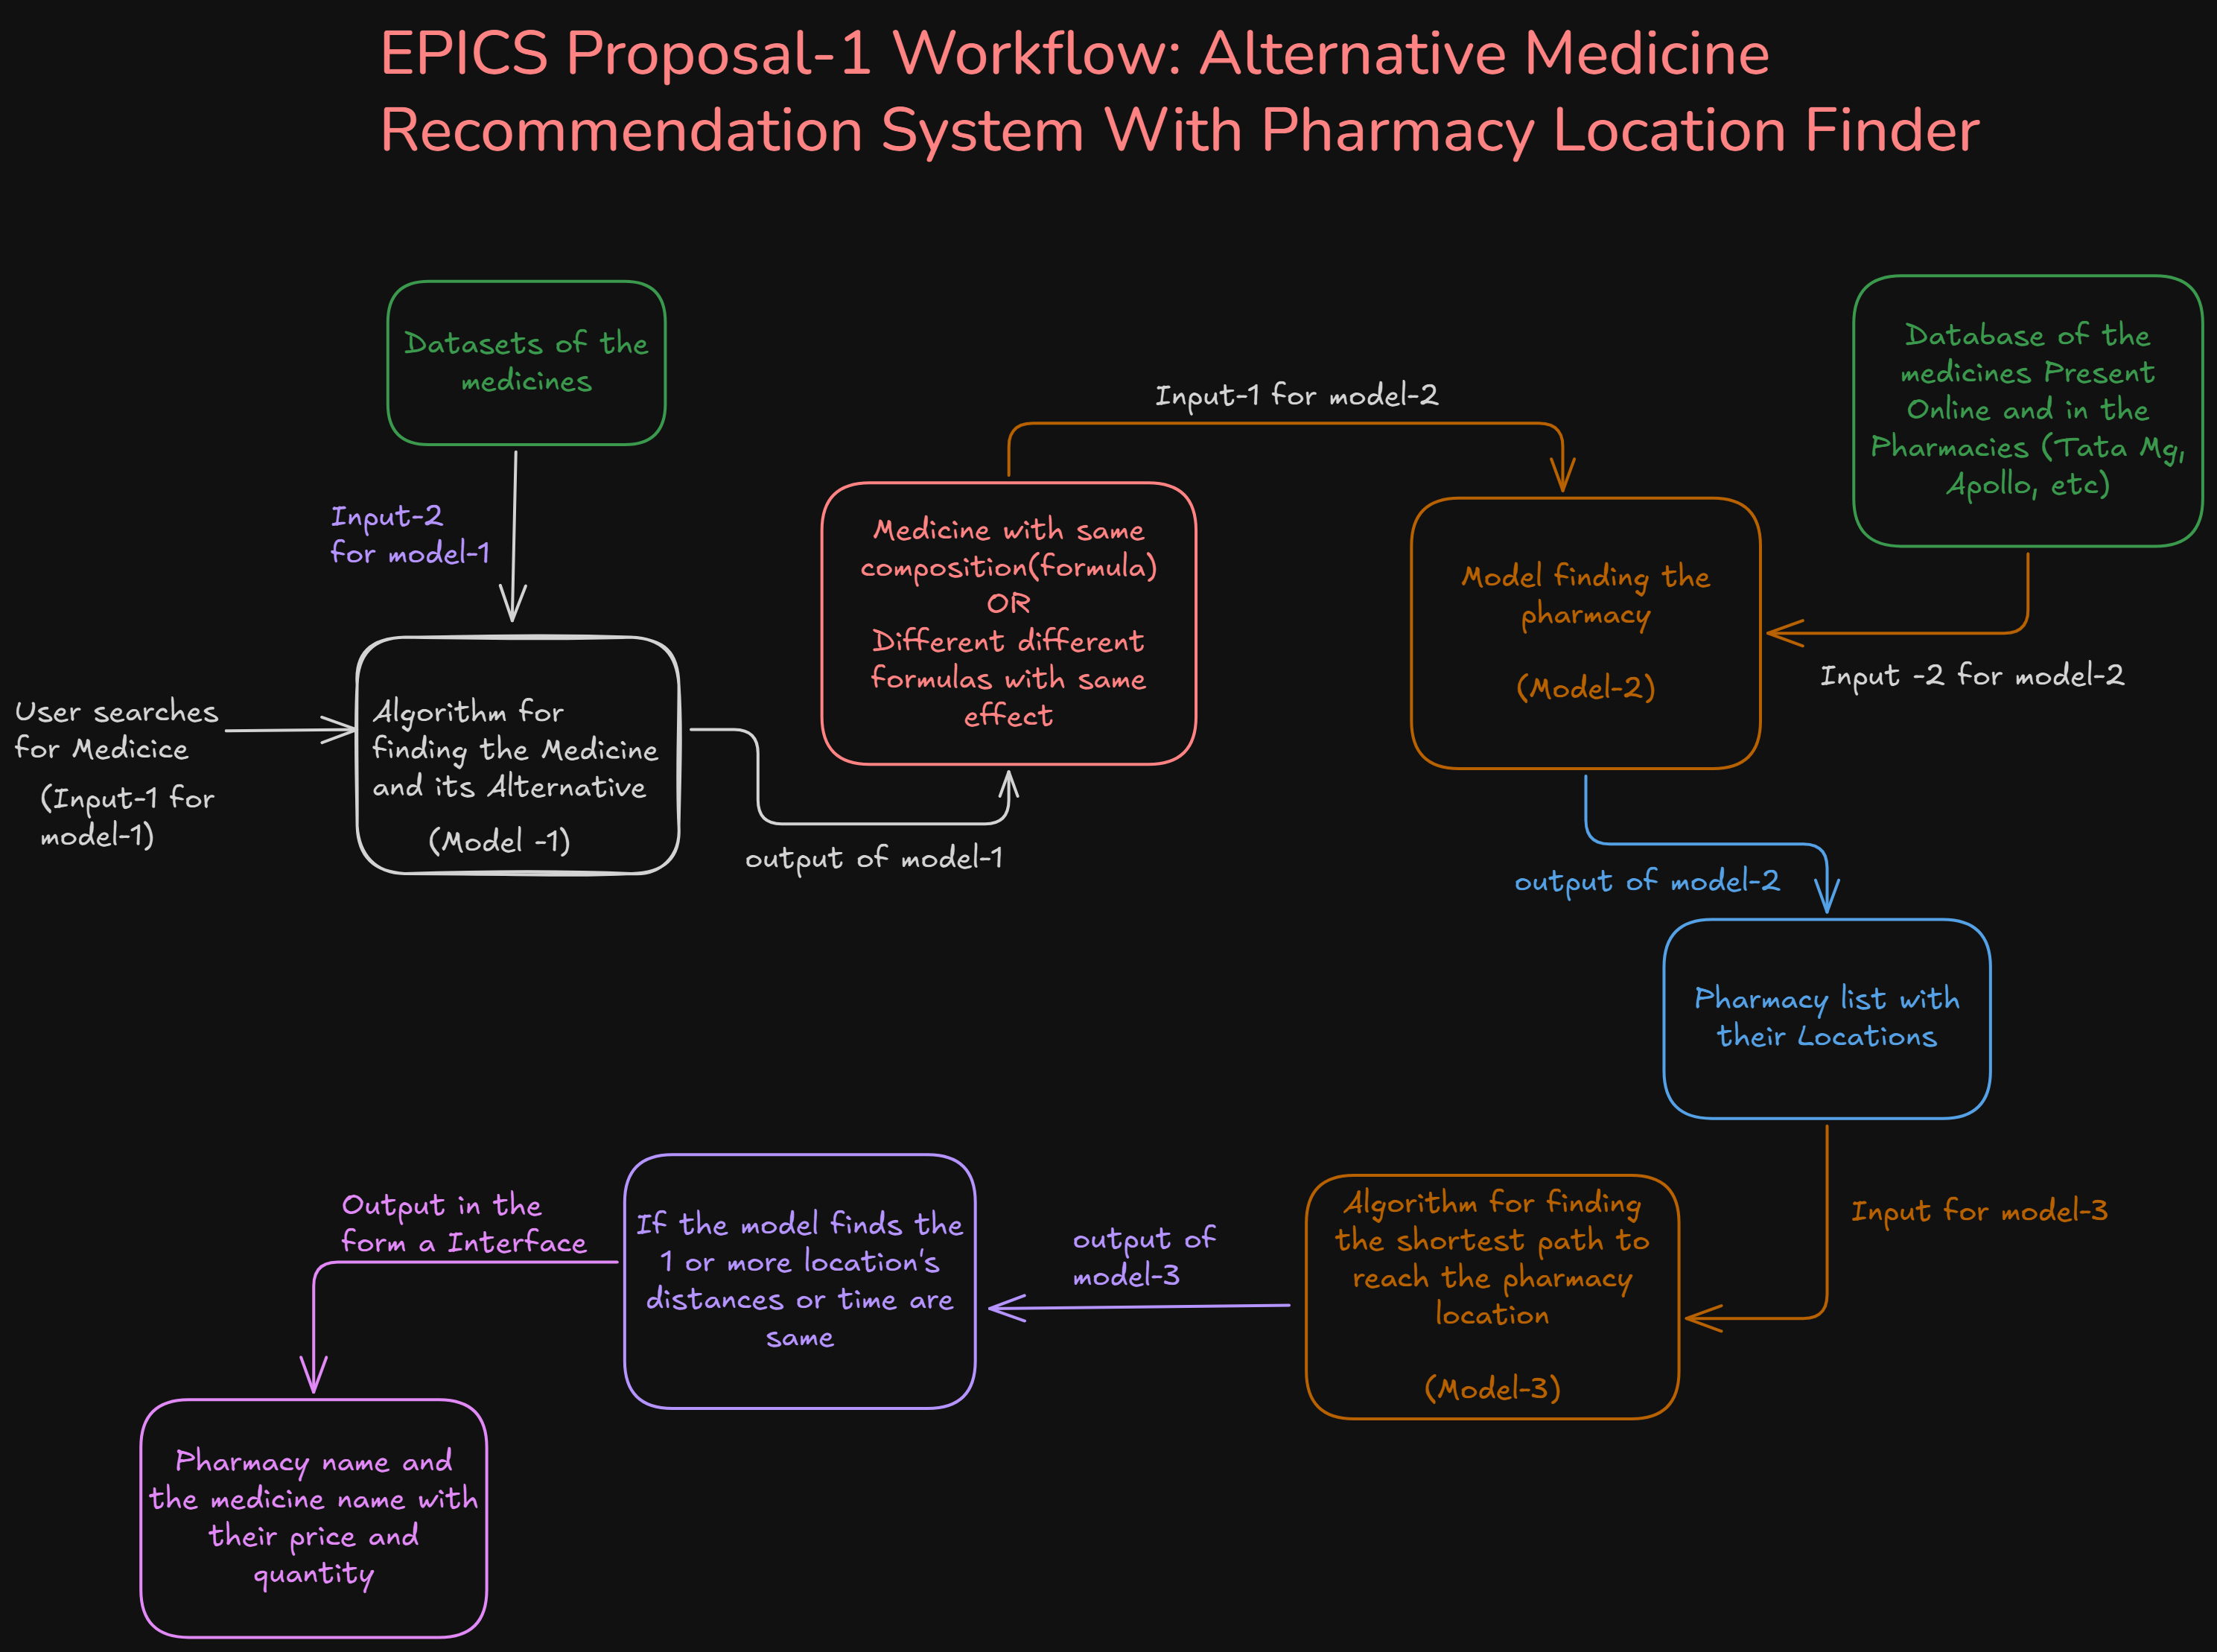 EPICS Proposal-1 Workflow: Alternative Medicine
Recommendation System With Pharmacy Location Finder
Datasets of the
medicines
Input-2
for model-1
User searches
for Medicice
(Input-1 for
model-1)
Algorithm for
finding the Medicine
and its Alternative
(Model -1)
output of model-1
Medicine with same
composition(formula)
OR
Different different
formulas with same
effect
Input-1 for model-2
Model finding the
pharmacy
(Model-2)
Database of the
medicines Present
Online and in the
Pharmacies (Tata Mg,
Apollo, etc)
Input -2 for model-2
output of model-2
Pharmacy list with
their Locations
Input for model-3
Algorithm for finding
the shortest path to
reach the pharmacy
location
(Model-3)
output of
model-3
If the model finds the
1 or more location's
distances or time are
same
Output in the
form a Interface
Pharmacy name and
the medicine name with
their price and
quantity